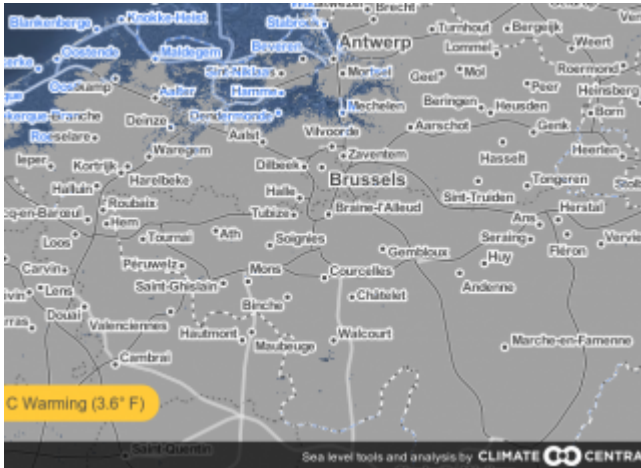 Knokke-Heist
Brecht
Blankenberge
Stabroek
Turnhout
Bergeijk
Oostende
Maldegem
Beveren
Antwerp
Lommel
Weert
Sint-Niklaas
Mortsel
Geel
Mol
Roermond
Aalter
Hamme
Peer
Heinsberg
Deinze
Dendermonde
Mechelen
Beringen
Heusden
Born
Roeselare
Aalst
Vilvoorde
Aarschot
Genk
Ieper
Waregem
Dilbeek
Zaventem
Hasselt
Heerlen
Kortrijk
Harelbeke
Brussels
Halluin
Halle
Sint-Truiden
Tongeren
Roubaix
Tubize
Braine-l'Alleud
Ans
Herstal
Hem
Loos
Tournai
Ath
Soignies
Gembloux
Seraing
Fléron
Carvin
Péruwelz
Mons
Courcelles
Huy
Lens
Saint-Ghislain
Andenne
Douai
Binche
Châtelet
Valenciennes
Hautmont
Maubeuge
Walcourt
Marche-en-Famenne
Cambrai
C Warming (3.6° F)
Saint-Quentin
Sea level tools and analysis by CLIMATE CENTRA